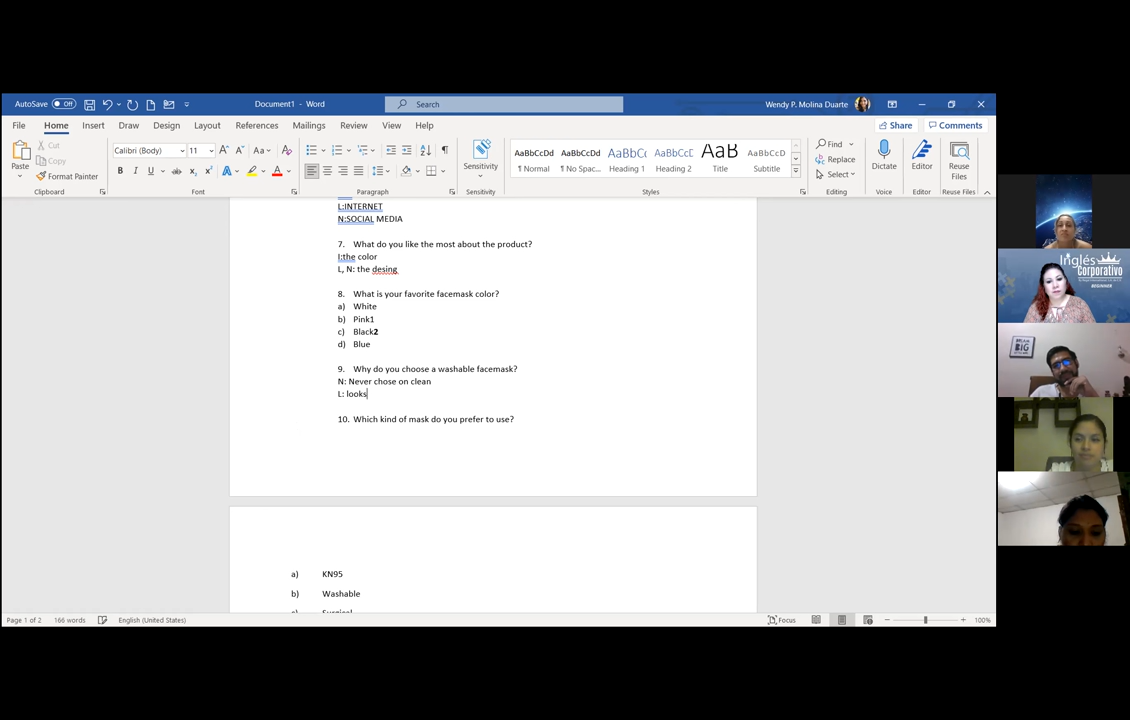 AutoSave Off Document1 - Word Search Wendy P. Molina Duarte
File Home Insert Draw Design Layout References Mailings Review View Help Share Comments
Paste Cut Copy Format Painter
Calibri (Body) 11
Sensitivity
AaBbCcDd AaBbCcDd AaBbCc AaBbCcC AaB AaBbCcD
¶ Normal ¶ No Spac... Heading 1 Heading 2 Title Subtitle
Find Replace Select
Dictate Editor Reuse Files
Clipboard Font Paragraph Sensitivity Styles Editing Voice Editor Reuse Files
L:INTERNET
N:SOCIAL MEDIA
7. What do you like the most about the product?
I:the color
L, N: the desing
8. What is your favorite facemask color?
a) White
b) Pink1
c) Black2
d) Blue
9. Why do you choose a washable facemask?
N: Never chose on clean
L: looks
10. Which kind of mask do you prefer to use?
a) KN95
b) Washable
c) Surgical
Page 1 of 2 166 words English (United States) Focus 100%
Inglés
Corporativo
BEGINNER
BIG